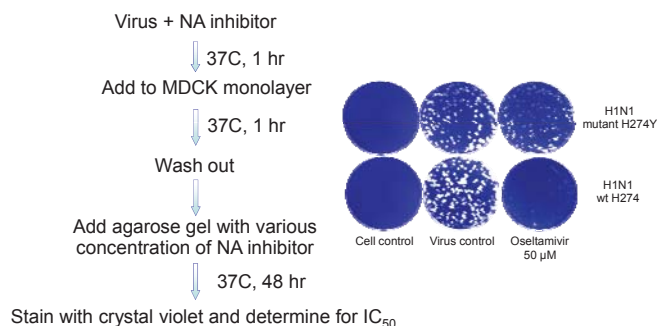 Virus + NA inhibitor
37C, 1 hr
Add to MDCK monolayer
37C, 1 hr
Wash out
Add agarose gel with various
concentration of NA inhibitor
37C, 48 hr
Stain with crystal violet and determine for IC50
H1N1
mutant H274Y
H1N1
wt H274
Cell control
Virus control
Oseltamivir
50 µM